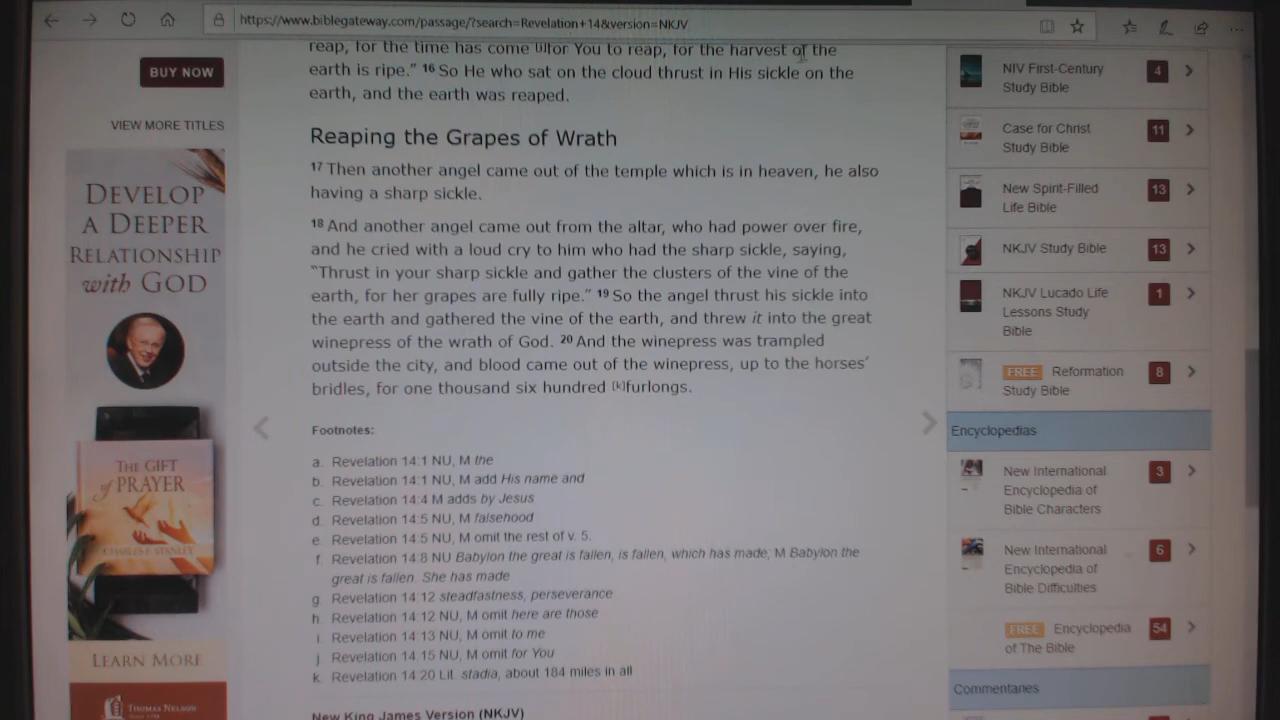 https://www.biblegateway.com/passage/?search=Revelation+14&version=NKJV
BUY NOW
VIEW MORE TITLES
DEVELOP
A DEEPER
RELATIONSHIP
with GOD
THE GIFT
of PRAYER
CHARLES F. STANLEY
LEARN MORE
THOMAS NELSON
reap, for the time has come [j]for You to reap, for the harvest of the
earth is ripe.” 16 So He who sat on the cloud thrust in His sickle on the
earth, and the earth was reaped.
Reaping the Grapes of Wrath
17 Then another angel came out of the temple which is in heaven, he also
having a sharp sickle.
18 And another angel came out from the altar, who had power over fire,
and he cried with a loud cry to him who had the sharp sickle, saying,
“Thrust in your sharp sickle and gather the clusters of the vine of the
earth, for her grapes are fully ripe.” 19 So the angel thrust his sickle into
the earth and gathered the vine of the earth, and threw it into the great
winepress of the wrath of God. 20 And the winepress was trampled
outside the city, and blood came out of the winepress, up to the horses’
bridles, for one thousand six hundred [k]furlongs.
Footnotes:
a. Revelation 14:1 NU, M the
b. Revelation 14:1 NU, M add His name and
c. Revelation 14:4 M adds by Jesus
d. Revelation 14:5 NU, M falsehood
e. Revelation 14:5 NU, M omit the rest of v. 5.
f. Revelation 14:8 NU Babylon the great is fallen, is fallen, which has made; M Babylon the
great is fallen. She has made
g. Revelation 14:12 steadfastness, perseverance
h. Revelation 14:12 NU, M omit here are those
i. Revelation 14:13 NU, M omit to me
j. Revelation 14:15 NU, M omit for You
k. Revelation 14:20 Lit. stadia, about 184 miles in all
New King James Version (NKJV)
NIV First-Century 4
Study Bible
Case for Christ 11
Study Bible
New Spirit-Filled 13
Life Bible
NKJV Study Bible 13
NKJV Lucado Life 1
Lessons Study
Bible
FREE Reformation 8
Study Bible
Encyclopedias
New International 3
Encyclopedia of
Bible Characters
New International 6
Encyclopedia of
Bible Difficulties
FREE Encyclopedia 54
of The Bible
Commentaries